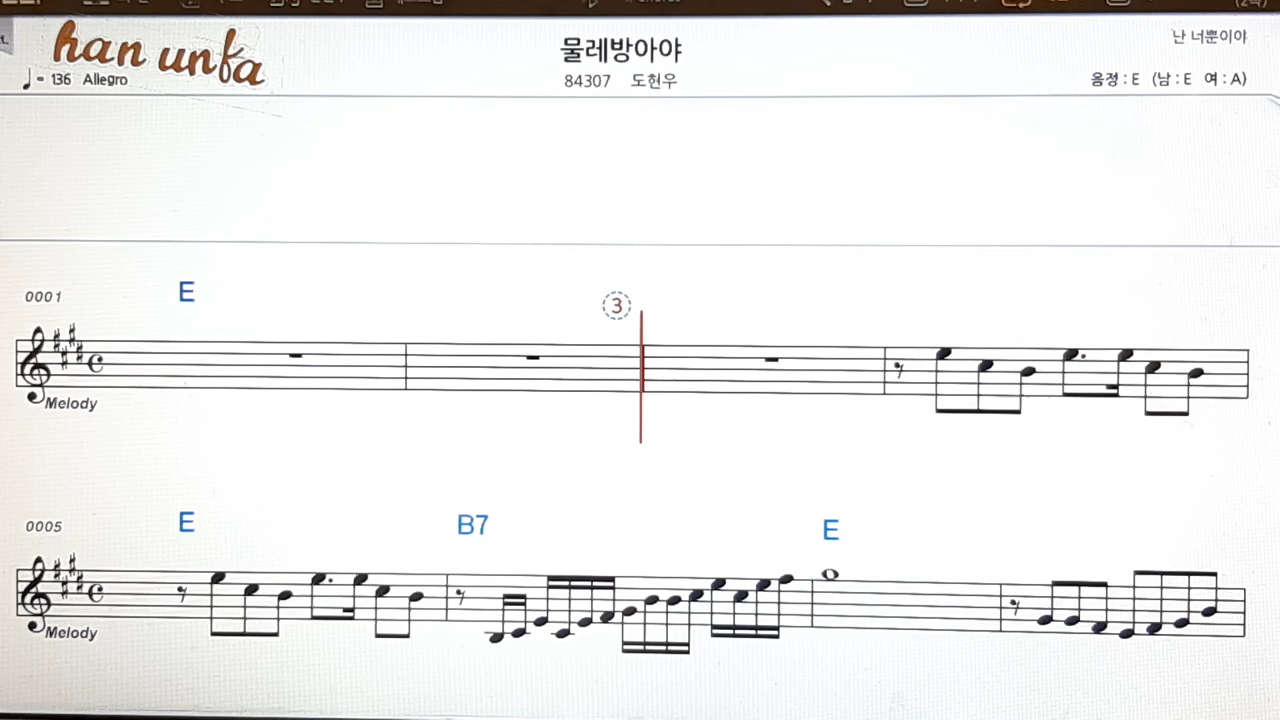 han unfa
♩= 136 Allegro
물레방아야
84307 도현우
난 너뿐이야
음정 : E (남 : E 여 : A)
0001
E
3
Melody
0005
E
B7
E
Melody